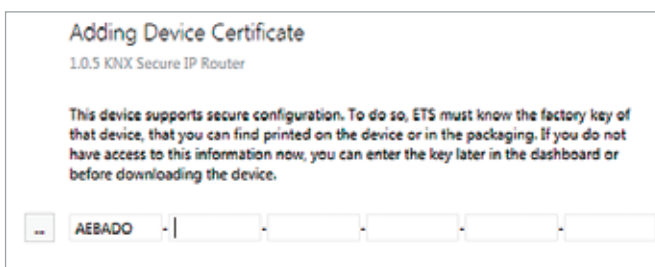 Adding Device Certificate
1.0.5 KNX Secure IP Router
This device supports secure configuration. To do so, ETS must know the factory key of
that device, that you can find printed on the device or in the packaging. If you do not
have access to this information now, you can enter the key later in the dashboard or
before downloading the device.
... AEBADO - - - - -